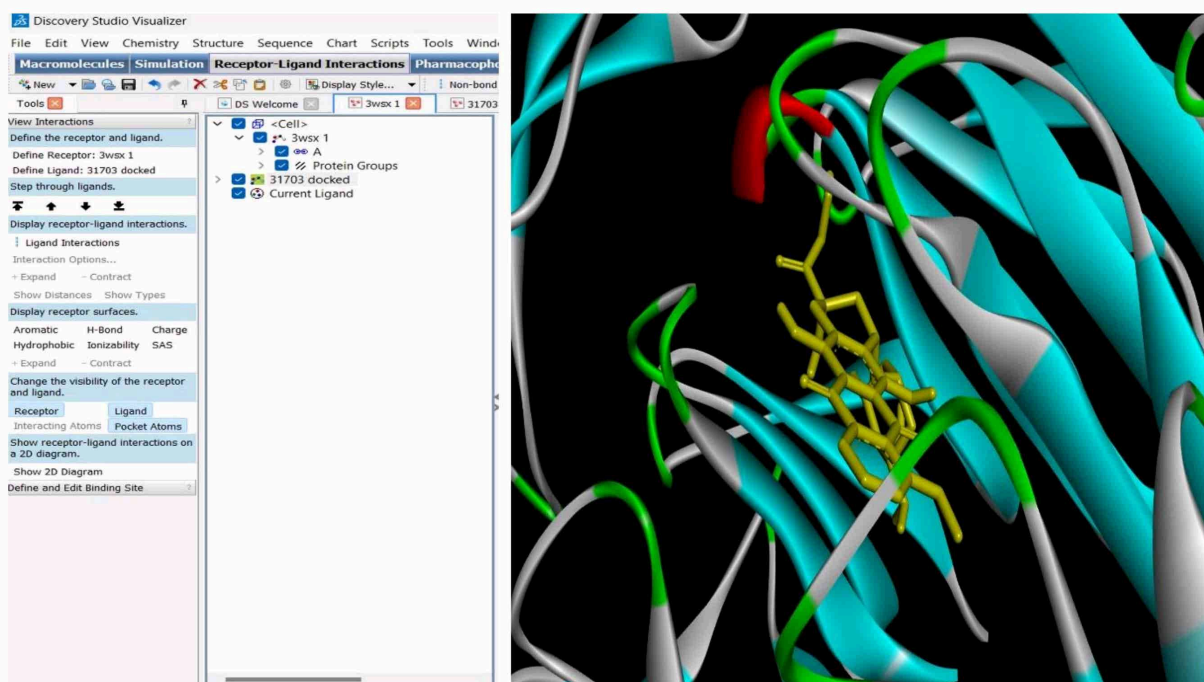 Discovery Studio Visualizer
File Edit View Chemistry Structure Sequence Chart Scripts Tools Wind
Macromolecules Simulation Receptor-Ligand Interactions Pharmacoph
New Display Style... Non-bond
Tools DS Welcome 3wsx 1 31703
View Interactions
Define the receptor and ligand.
Define Receptor: 3wsx 1
Define Ligand: 31703 docked
Step through ligands.
Display receptor-ligand interactions.
Ligand Interactions
Interaction Options...
+ Expand - Contract
Show Distances Show Types
Display receptor surfaces.
Aromatic H-Bond Charge
Hydrophobic Ionizability SAS
+ Expand - Contract
Change the visibility of the receptor
and ligand.
Receptor Ligand
Interacting Atoms Pocket Atoms
Show receptor-ligand interactions on
a 2D diagram.
Show 2D Diagram
Define and Edit Binding Site
<Cell>
3wsx 1
A
Protein Groups
31703 docked
Current Ligand